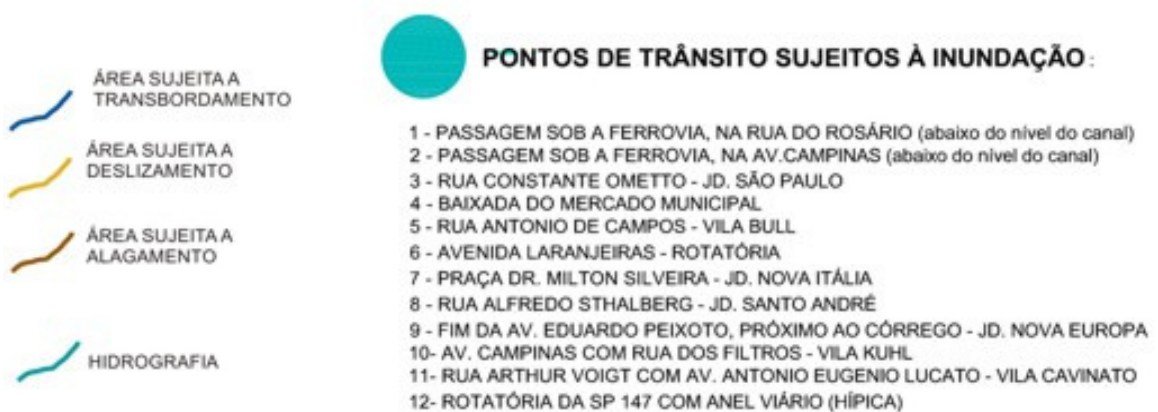 ÁREA SUJEITA A
TRANSBORDAMENTO
ÁREA SUJEITA A
DESLIZAMENTO
ÁREA SUJEITA A
ALAGAMENTO
HIDROGRAFIA
PONTOS DE TRÂNSITO SUJEITOS À INUNDAÇÃO :
1 - PASSAGEM SOB A FERROVIA, NA RUA DO ROSÁRIO (abaixo do nível do canal)
2 - PASSAGEM SOB A FERROVIA, NA AV.CAMPINAS (abaixo do nível do canal)
3 - RUA CONSTANTE OMETTO - JD. SÃO PAULO
4 - BAIXADA DO MERCADO MUNICIPAL
5 - RUA ANTONIO DE CAMPOS - VILA BULL
6 - AVENIDA LARANJEIRAS - ROTATÓRIA
7 - PRAÇA DR. MILTON SILVEIRA - JD. NOVA ITÁLIA
8 - RUA ALFREDO STHALBERG - JD. SANTO ANDRÉ
9 - FIM DA AV. EDUARDO PEIXOTO, PRÓXIMO AO CÓRREGO - JD. NOVA EUROPA
10- AV. CAMPINAS COM RUA DOS FILTROS - VILA KUHL
11- RUA ARTHUR VOIGT COM AV. ANTONIO EUGENIO LUCATO - VILA CAVINATO
12- ROTATÓRIA DA SP 147 COM ANEL VIÁRIO (HÍPICA)